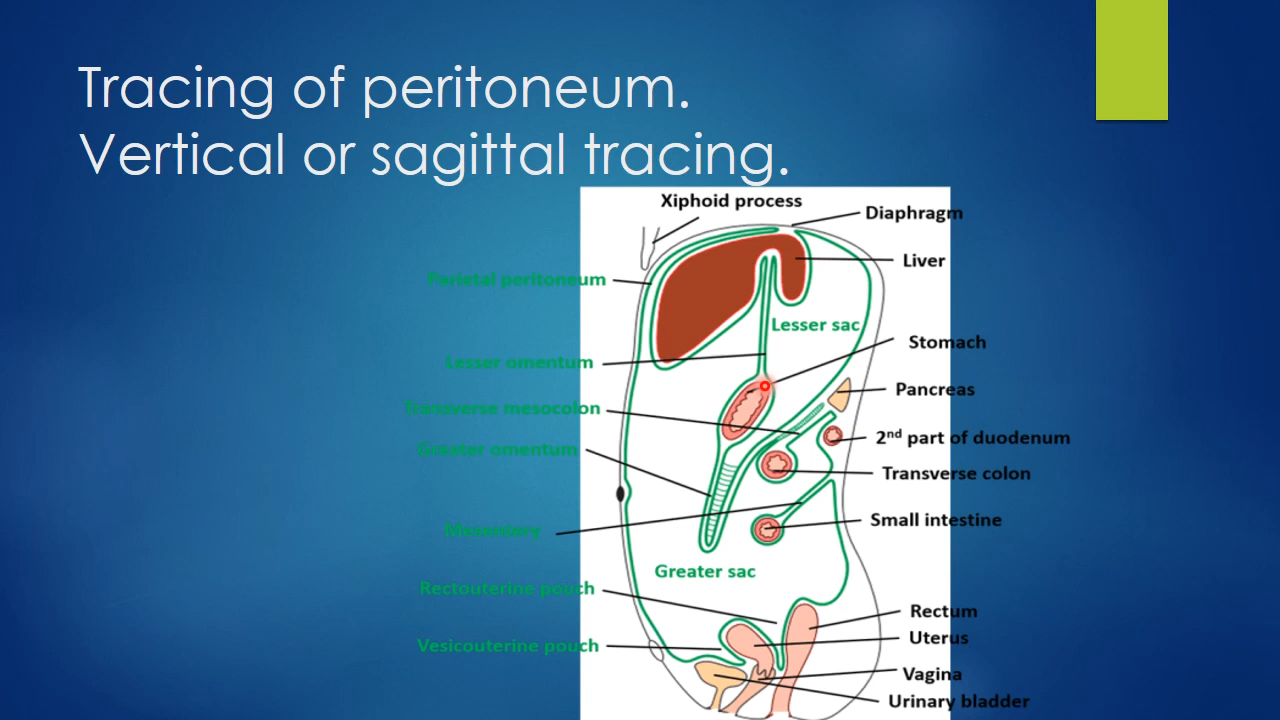 Tracing of peritoneum.
Vertical or sagittal tracing.
Xiphoid process
Diaphragm
Liver
Parietal peritoneum
Lesser sac
Stomach
Lesser omentum
Pancreas
Transverse mesocolon
2nd part of duodenum
Greater omentum
Transverse colon
Small intestine
Mesentery
Greater sac
Rectouterine pouch
Rectum
Uterus
Vesicouterine pouch
Vagina
Urinary bladder